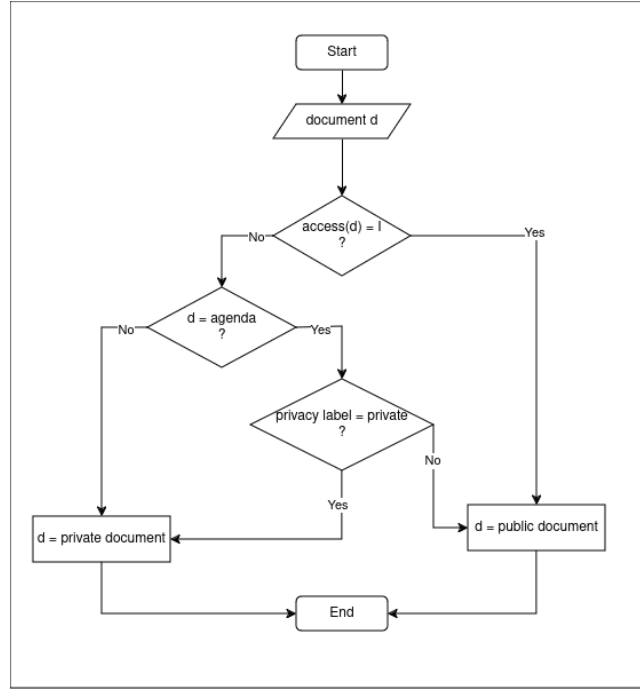 Start
document d
access(d) = I
?
No
Yes
d = agenda
?
No
Yes
privacy label = private
?
No
Yes
d = private document
d = public document
End